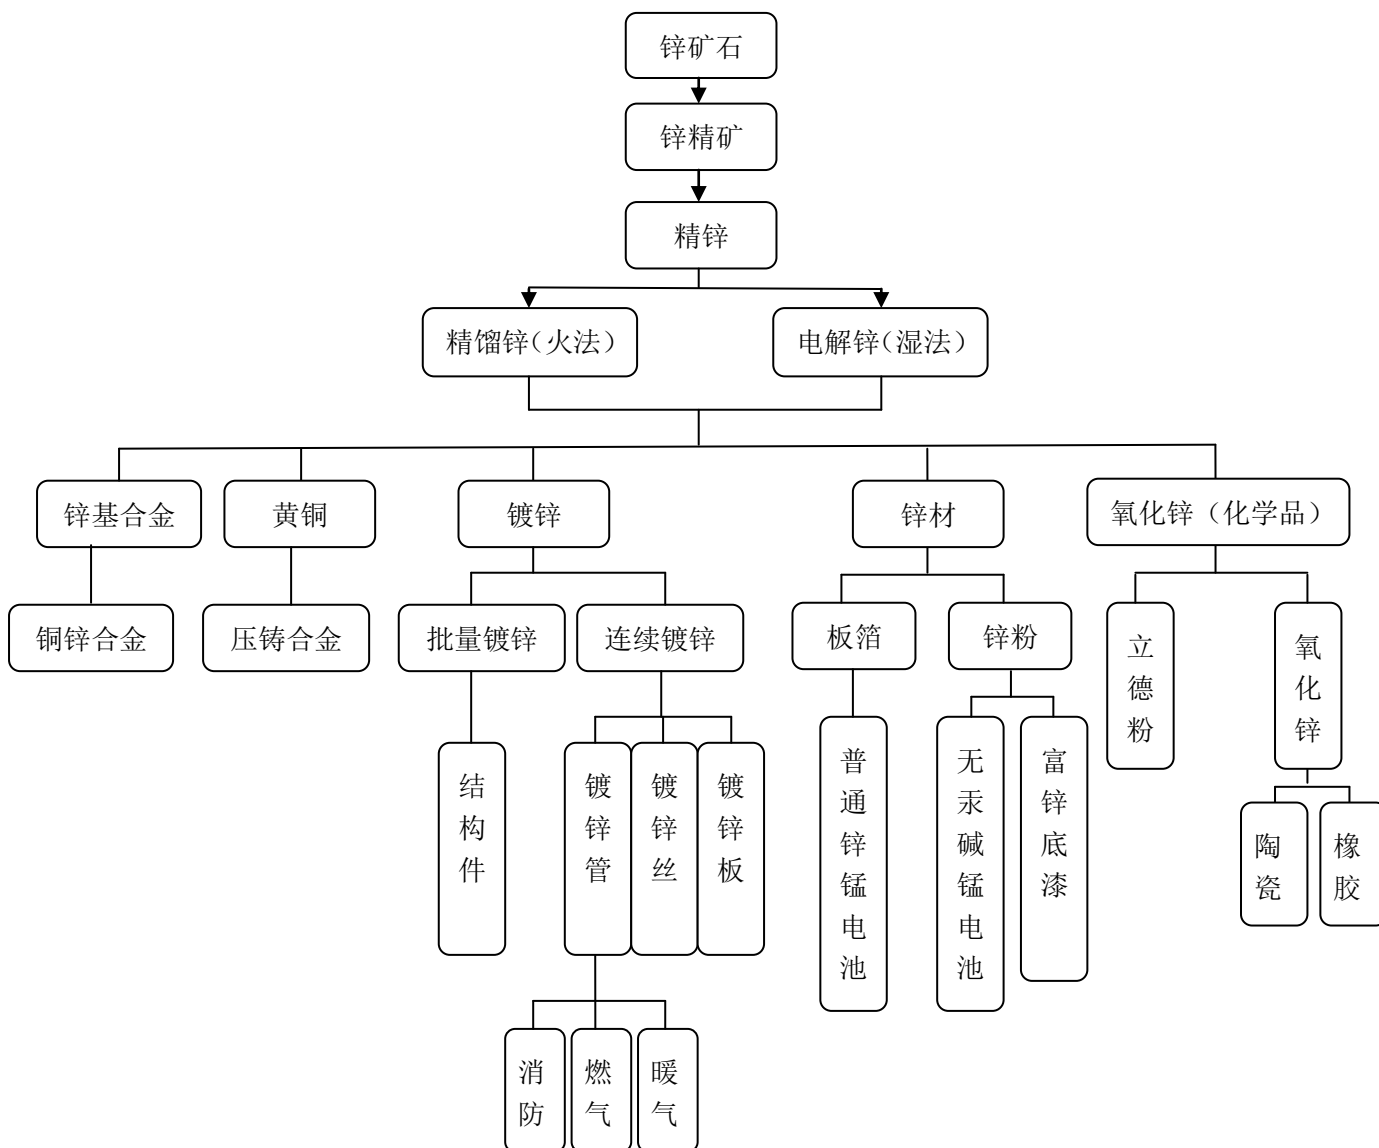 锌矿石
锌精矿
精锌
精馏锌（火法）
电解锌（湿法）
锌基合金
黄铜
镀锌
锌材
氧化锌（化学品）
铜锌合金
压铸合金
批量镀锌
连续镀锌
板箔
锌粉
立德粉
氧化锌
结构件
镀锌管
镀锌丝
镀锌板
普通锌锰电池
无汞碱锰电池
富锌底漆
陶瓷
橡胶
消防
燃气
暖气